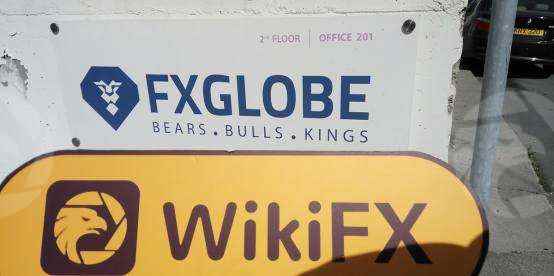 2nd FLOOR | OFFICE 201
FXGLOBE
BEARS . BULLS . KINGS
WikiFX